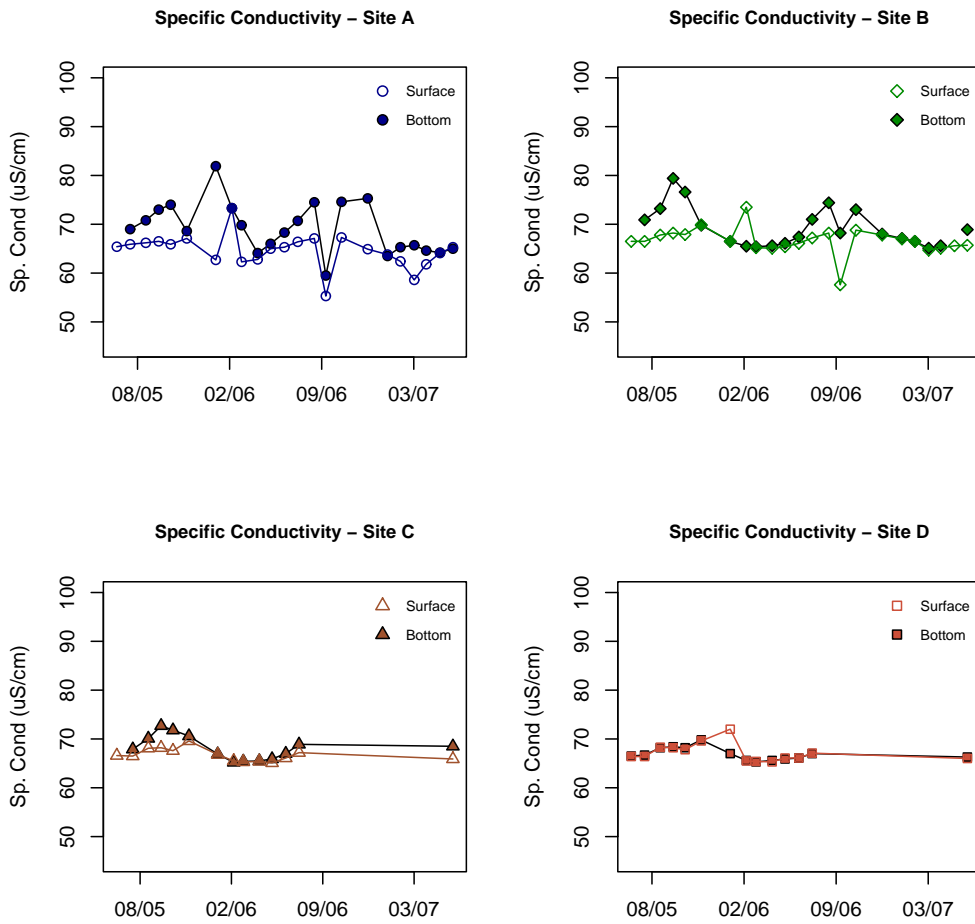 Specific Conductivity – Site A
Sp. Cond (uS/cm)
100
90
80
70
60
50
Surface
Bottom
08/05 02/06 09/06 03/07
Specific Conductivity – Site B
Sp. Cond (uS/cm)
100
90
80
70
60
50
Surface
Bottom
08/05 02/06 09/06 03/07
Specific Conductivity – Site C
Sp. Cond (uS/cm)
100
90
80
70
60
50
Surface
Bottom
08/05 02/06 09/06 03/07
Specific Conductivity – Site D
Sp. Cond (uS/cm)
100
90
80
70
60
50
Surface
Bottom
08/05 02/06 09/06 03/07